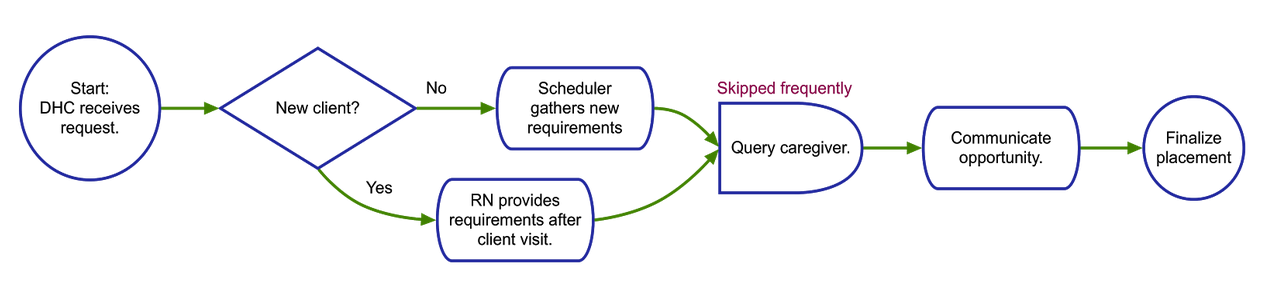 Start:
DHC receives
request.
New client?
No
Yes
Scheduler
gathers new
requirements
RN provides
requirements after
client visit.
Skipped frequently
Query caregiver.
Communicate
opportunity.
Finalize
placement